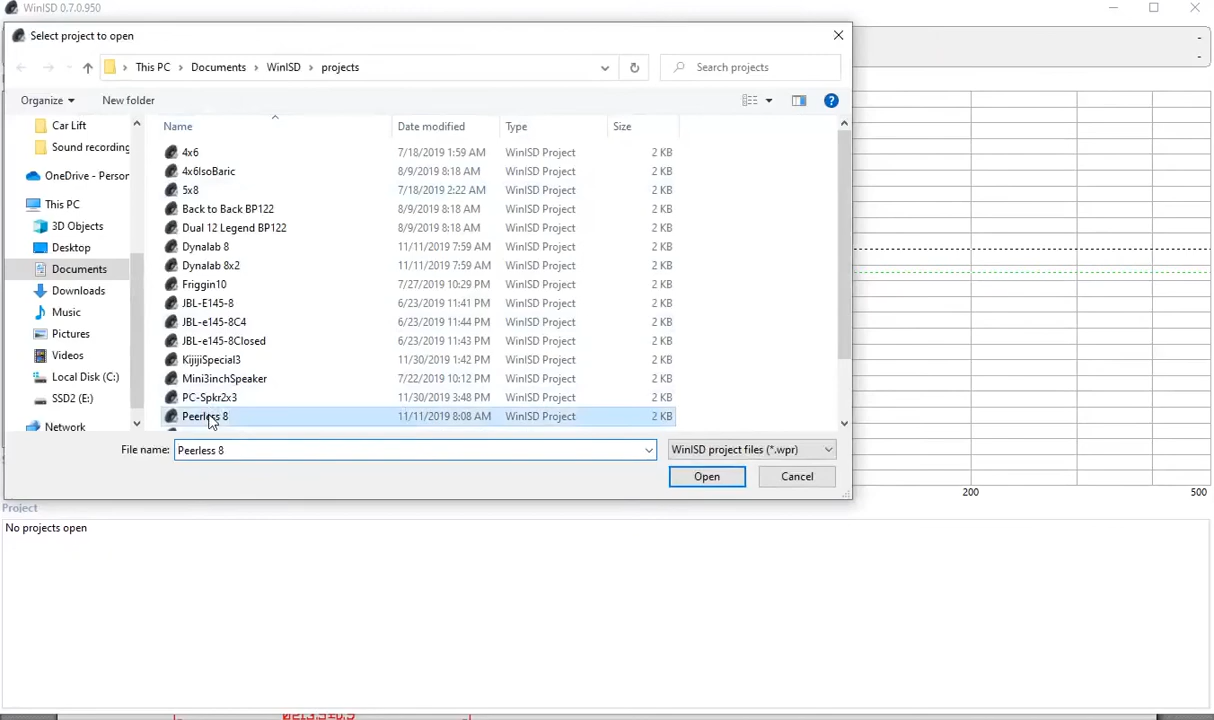 WinISD 0.7.0.950
Select project to open
This PC > Documents > WinISD > projects
Search projects
Organize
New folder
Car Lift
Sound recording
OneDrive - Person
This PC
3D Objects
Desktop
Documents
Downloads
Music
Pictures
Videos
Local Disk (C:)
SSD2 (E:)
Network
Name Date modified Type Size
4x6 7/18/2019 1:59 AM WinISD Project 2 KB
4x6IsoBaric 8/9/2019 8:18 AM WinISD Project 2 KB
5x8 7/18/2019 2:22 AM WinISD Project 2 KB
Back to Back BP122 8/9/2019 8:18 AM WinISD Project 2 KB
Dual 12 Legend BP122 8/9/2019 8:18 AM WinISD Project 2 KB
Dynalab 8 11/11/2019 7:59 AM WinISD Project 2 KB
Dynalab 8x2 11/11/2019 7:59 AM WinISD Project 2 KB
Friggin10 7/27/2019 10:29 PM WinISD Project 2 KB
JBL-E145-8 6/23/2019 11:41 PM WinISD Project 2 KB
JBL-e145-8C4 6/23/2019 11:44 PM WinISD Project 2 KB
JBL-e145-8Closed 6/23/2019 11:43 PM WinISD Project 2 KB
KijijiSpecial3 11/30/2019 1:42 PM WinISD Project 2 KB
Mini3inchSpeaker 7/22/2019 10:12 PM WinISD Project 2 KB
PC-Spkr2x3 11/30/2019 3:48 PM WinISD Project 2 KB
Peerless 8 11/11/2019 8:08 AM WinISD Project 2 KB
File name: Peerless 8 WinISD project files (*.wpr)
Open Cancel
200 500
Project
No projects open